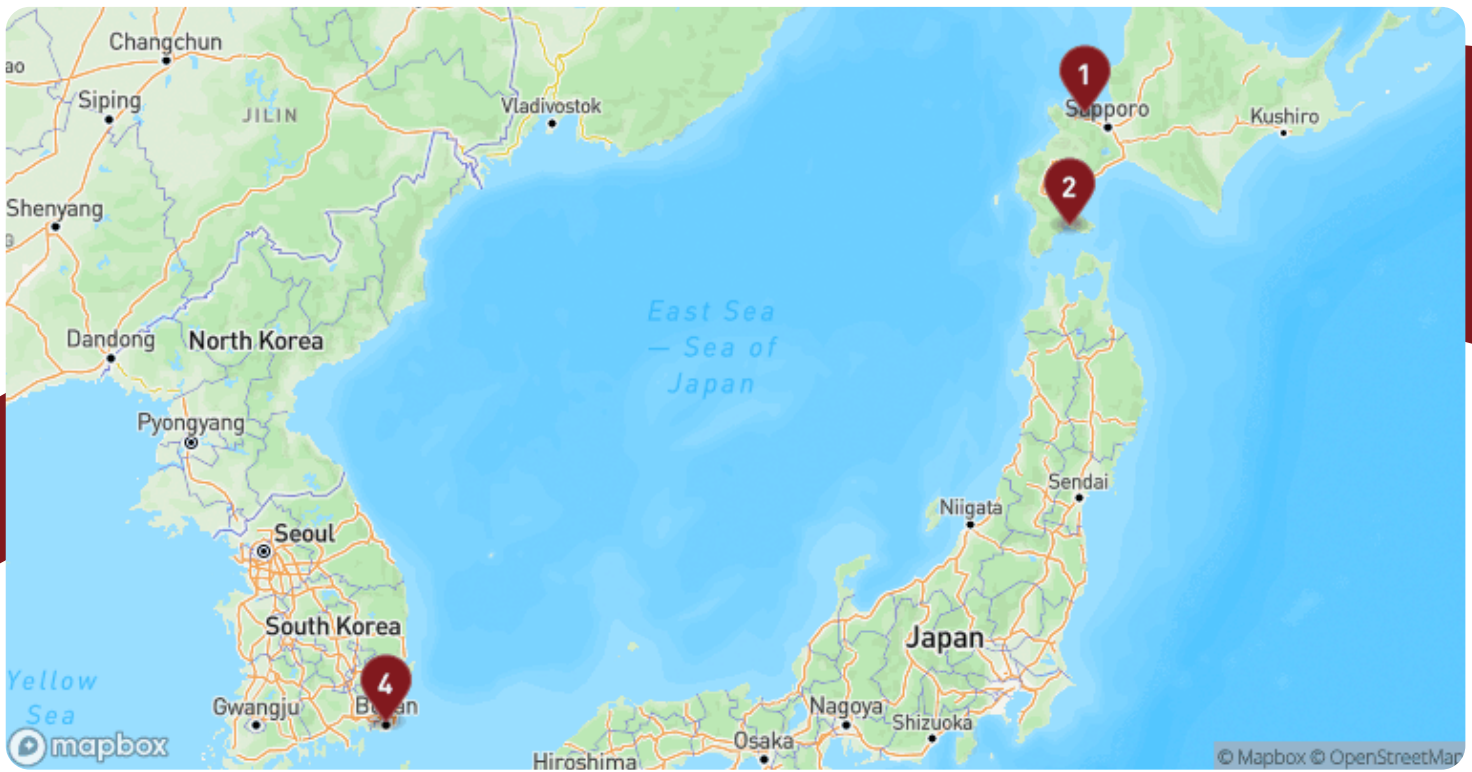 Changchun
ao
Siping
JILIN
Vladivostok
1
Sapporo
Kushiro
2
Shenyang
East Sea
— Sea of
Japan
Dandong
North Korea
Pyongyang
Sendai
Niigata
Seoul
South Korea
Japan
Yellow
Sea
4
Gwangju
Busan
Nagoya
Shizuoka
Osaka
Hiroshima
mapbox
© Mapbox © OpenStreetMap